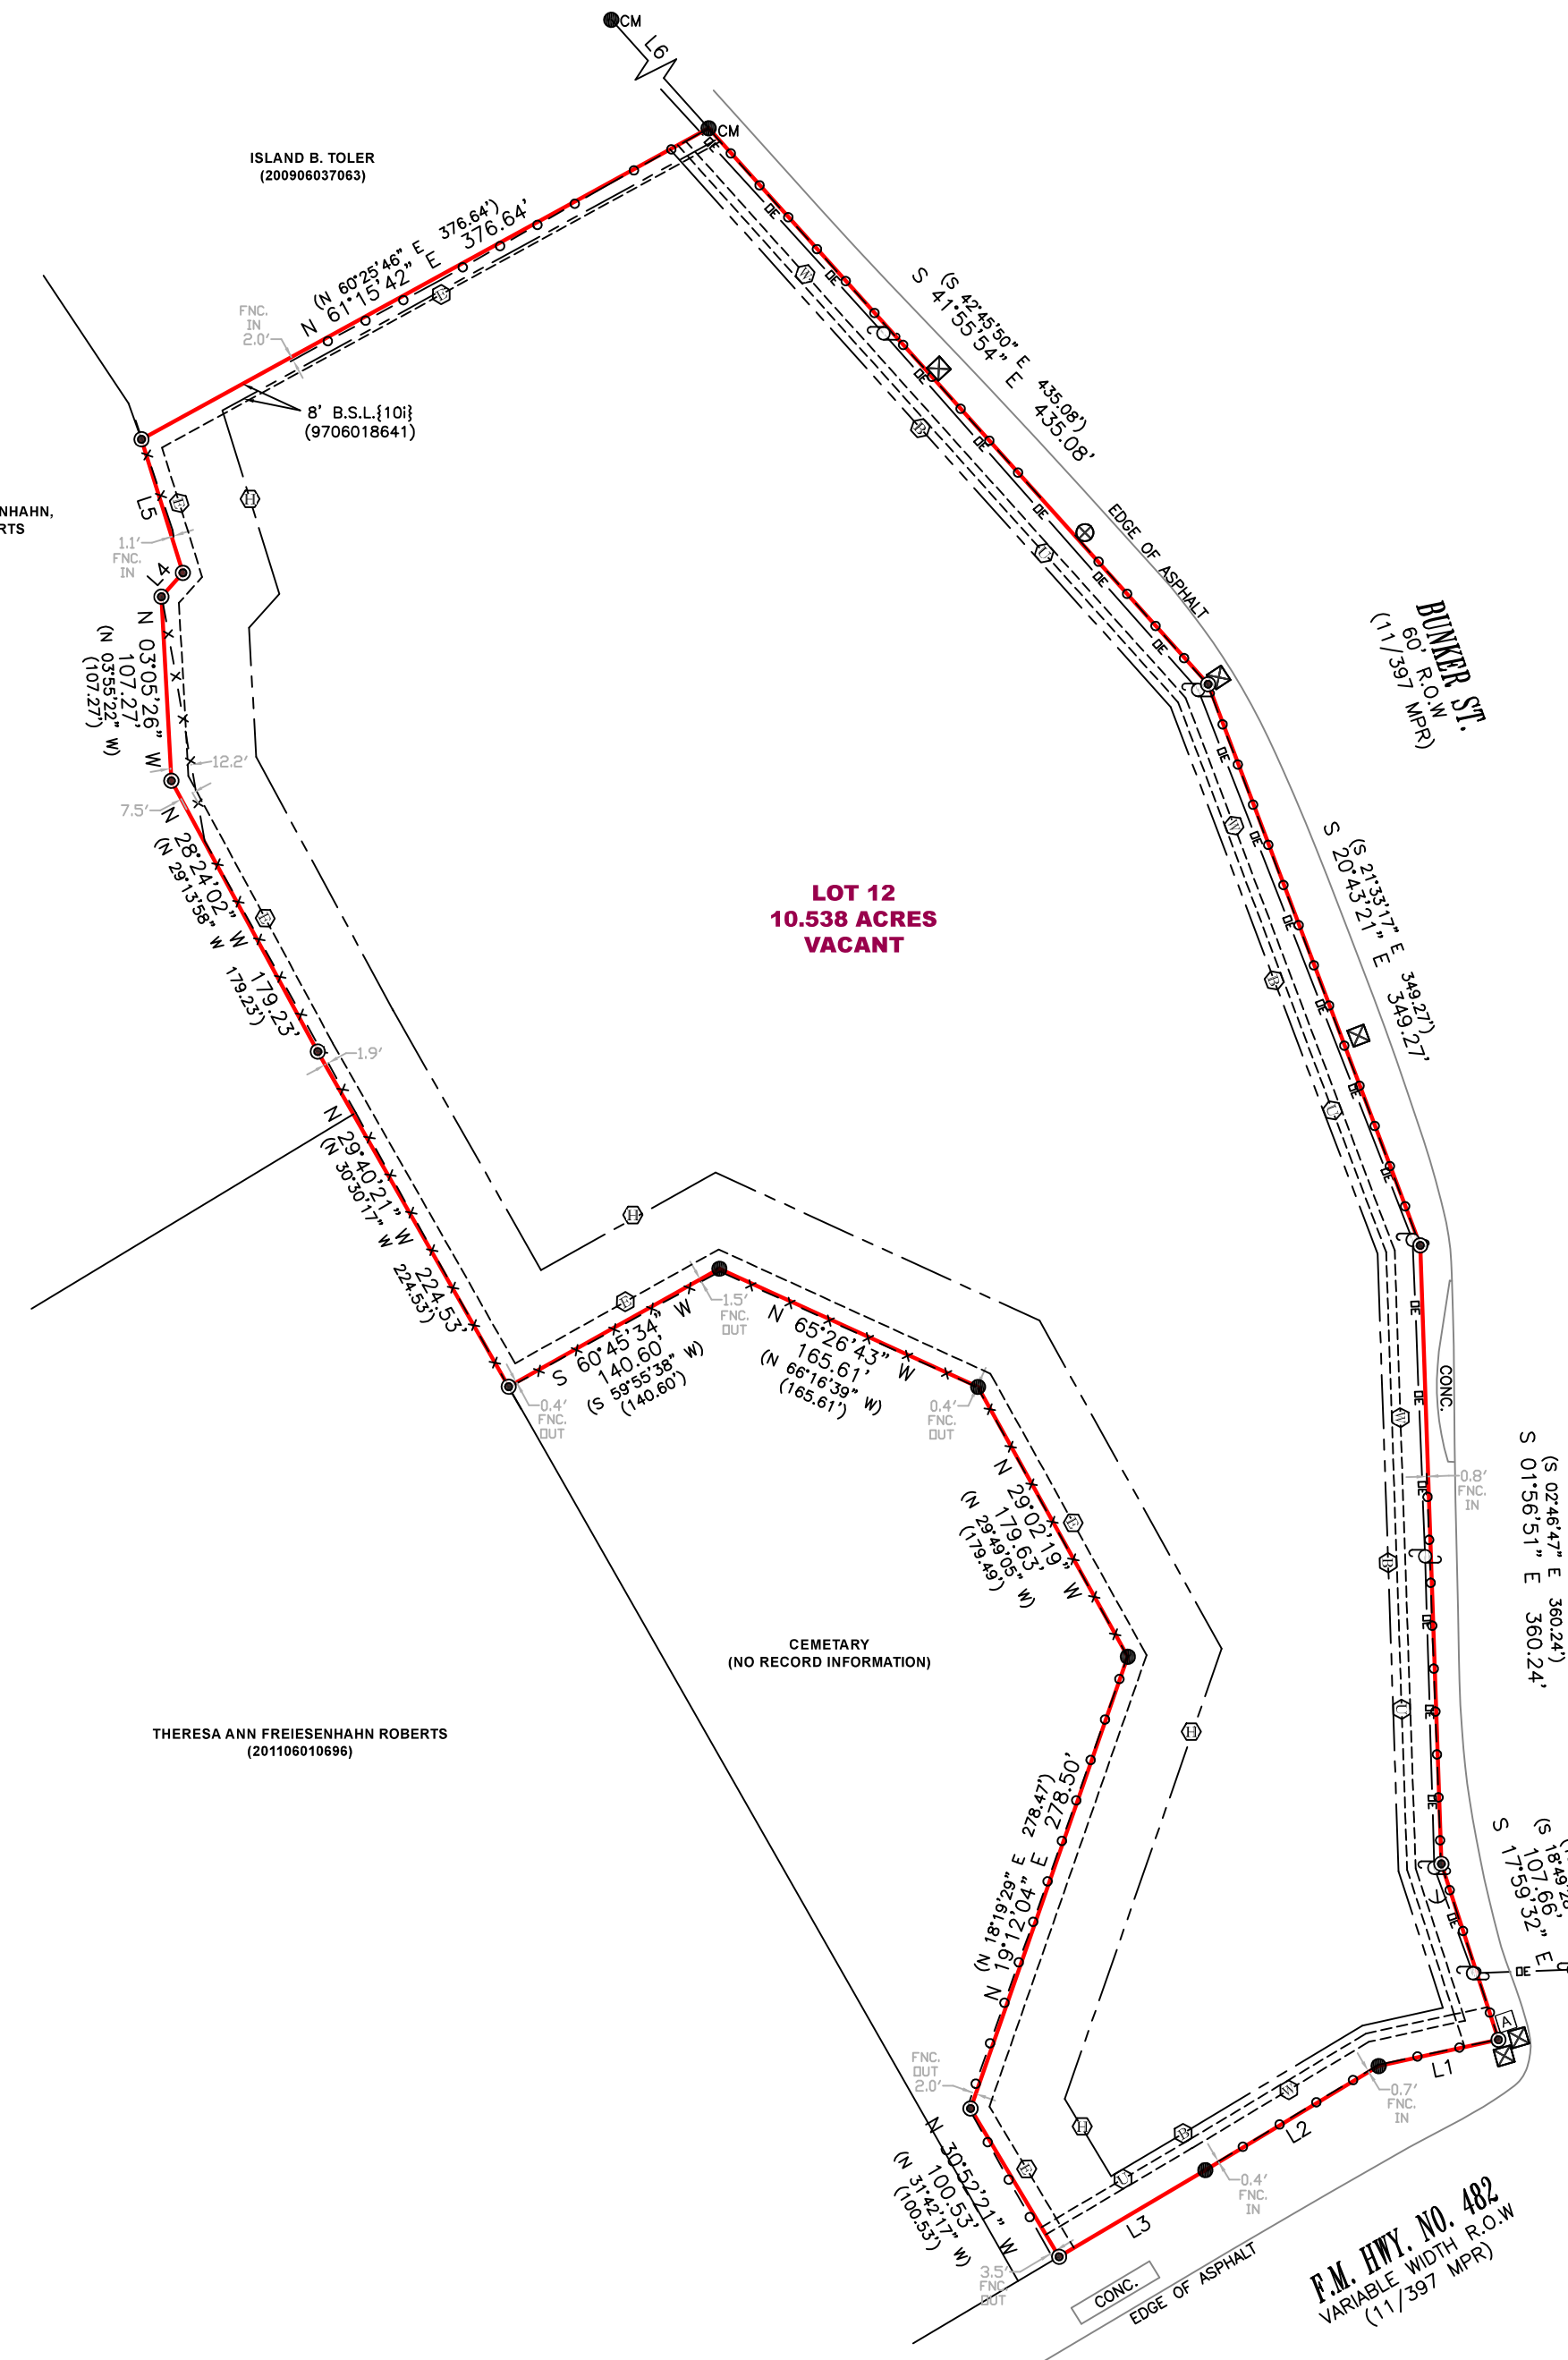 CM
L6
CM
ISLAND B. TOLER
(200906037063)
(N 60°25'46" E 376.64')
N 61°15'42" E 376.64'
FNC.
IN
2.0'
E
8' B.S.L.{10i}
(9706018641)
DE
W
B
U
(S 42°45'50" E 435.08')
S 41°55'54" E 435.08'
EDGE OF ASPHALT
BUNKER ST.
60' R.O.W
(11/397 MPR)
NHAHN,
RTS
L5
E
H
1.1'
FNC.
IN
L4
N 03°05'26" W
107.27'
(N 03°55'22" W)
(107.27')
12.2'
7.5'
N 28°24'02" W 179.23'
(N 29°13'58" W 179.23')
E
LOT 12
10.538 ACRES
VACANT
W
B
U
DE
(S 21°33'17" E 349.27')
S 20°43'21" E 349.27'
1.9'
N 29°40'21" W 224.53'
(N 30°30'17" W 224.53')
H
E
1.5'
FNC.
OUT
S 60°45'34" W
140.60'
(S 59°55'38" W)
(140.60')
0.4'
FNC.
OUT
N 65°26'43" W
165.61'
(N 66°16'39" W)
(165.61')
0.4'
FNC.
OUT
CONC.
DE
W
B
U
0.8'
FNC.
IN
(S 02°46'47" E 360.24')
S 01°56'51" E 360.24'
N 29°02'19" W
179.63'
(N 29°49'05" W)
(179.49')
E
CEMETARY
(NO RECORD INFORMATION)
THERESA ANN FREIESENHAHN ROBERTS
(201106010696)
H
(N 18°19'29" E 278.47')
N 19°12'04" E 278.50'
(S 18°49'28"
107.66'
S 17°59'32" E
DE
DE
A
L1
0.7'
FNC.
IN
L2
W
B
U
H
0.4'
FNC.
IN
L3
FNC.
OUT
2.0'
N 30°52'21" W
100.53'
(N 31°42'17" W)
(100.53')
E
3.5'
FNC.
OUT
CONC.
EDGE OF ASPHALT
F.M. HWY. NO. 482
VARIABLE WIDTH R.O.W
(11/397 MPR)